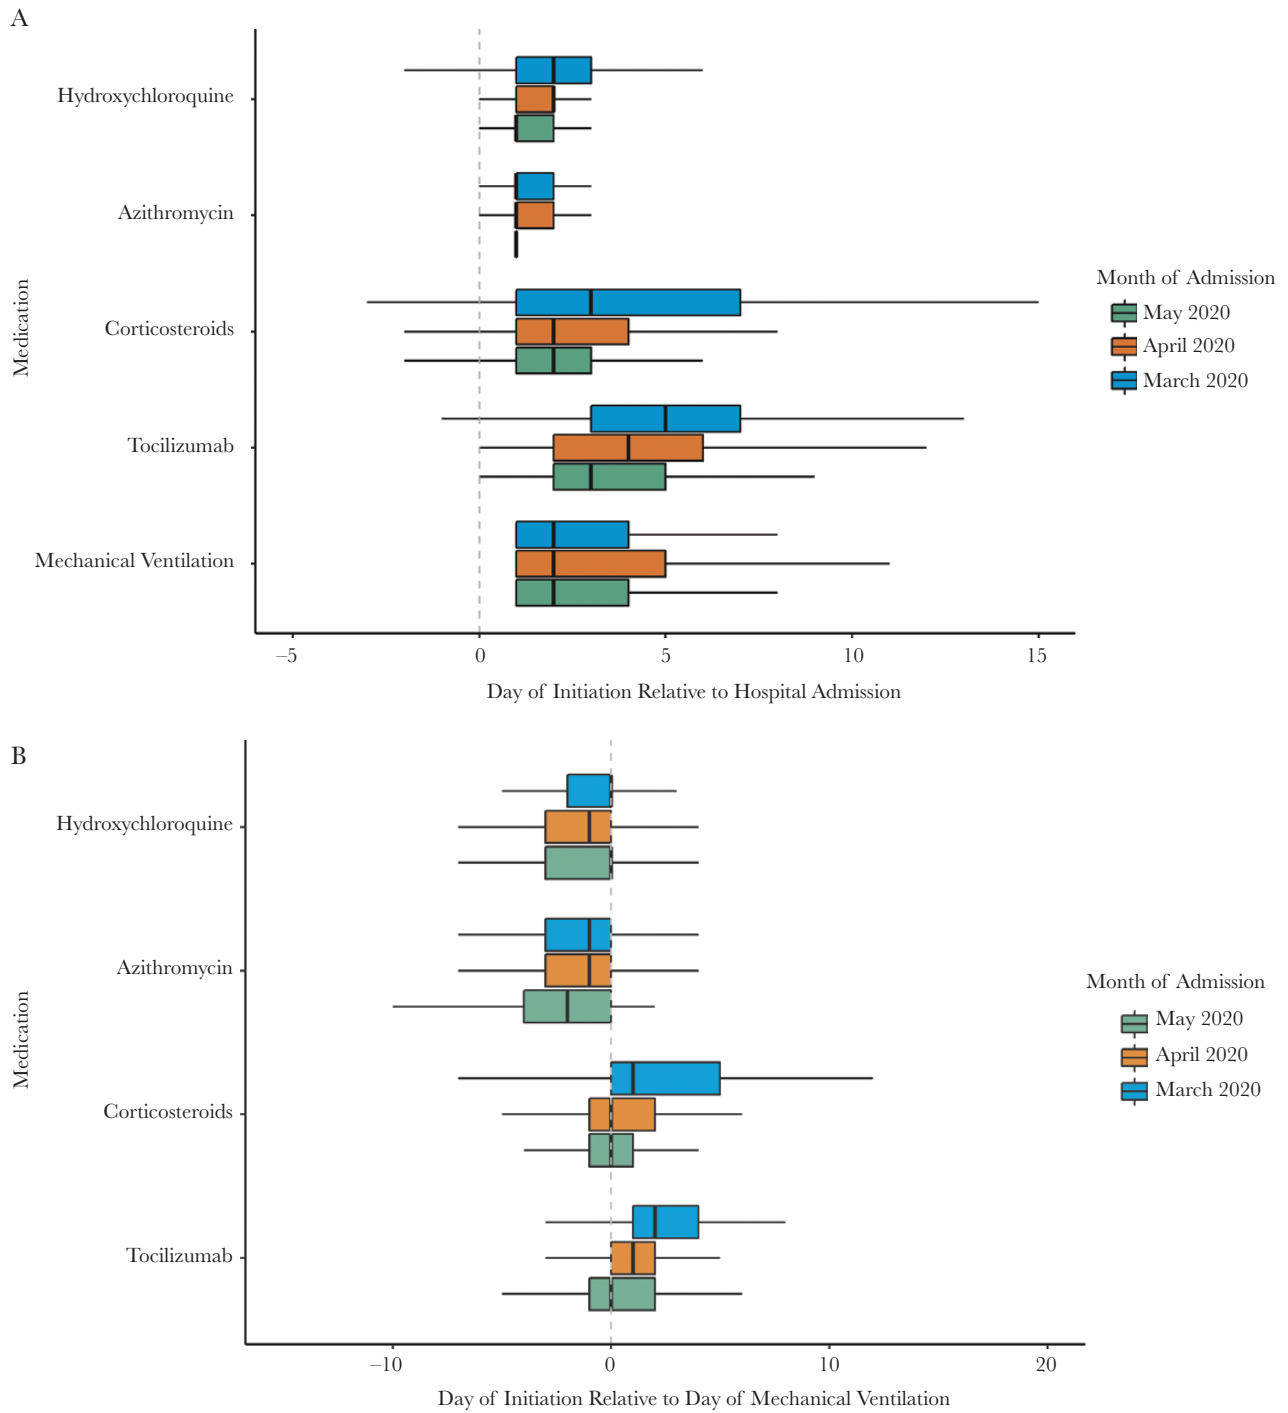 A
Hydroxychloroquine
Azithromycin
Corticosteroids
Tocilizumab
Mechanical Ventilation
Medication
Month of Admission
May 2020
April 2020
March 2020
–5
0
5
10
15
Day of Initiation Relative to Hospital Admission
B
Hydroxychloroquine
Azithromycin
Corticosteroids
Tocilizumab
Medication
Month of Admission
May 2020
April 2020
March 2020
–10
0
10
20
Day of Initiation Relative to Day of Mechanical Ventilation